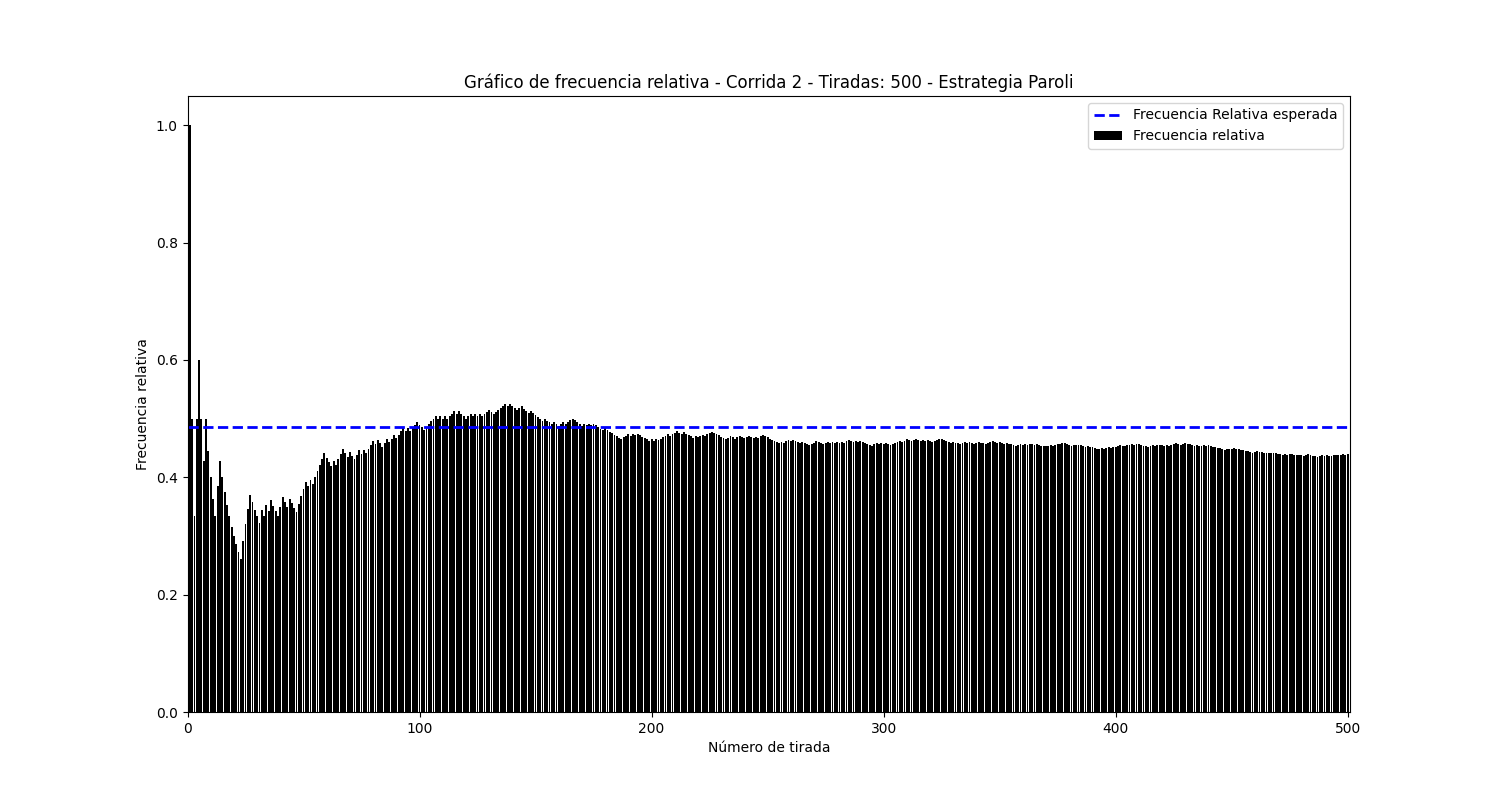 Gráfico de frecuencia relativa - Corrida 2 - Tiradas: 500 - Estrategia Paroli
Frecuencia Relativa esperada
Frecuencia relativa
Frecuencia relativa
1.0
0.8
0.6
0.4
0.2
0.0
0 100 200 300 400 500
Número de tirada